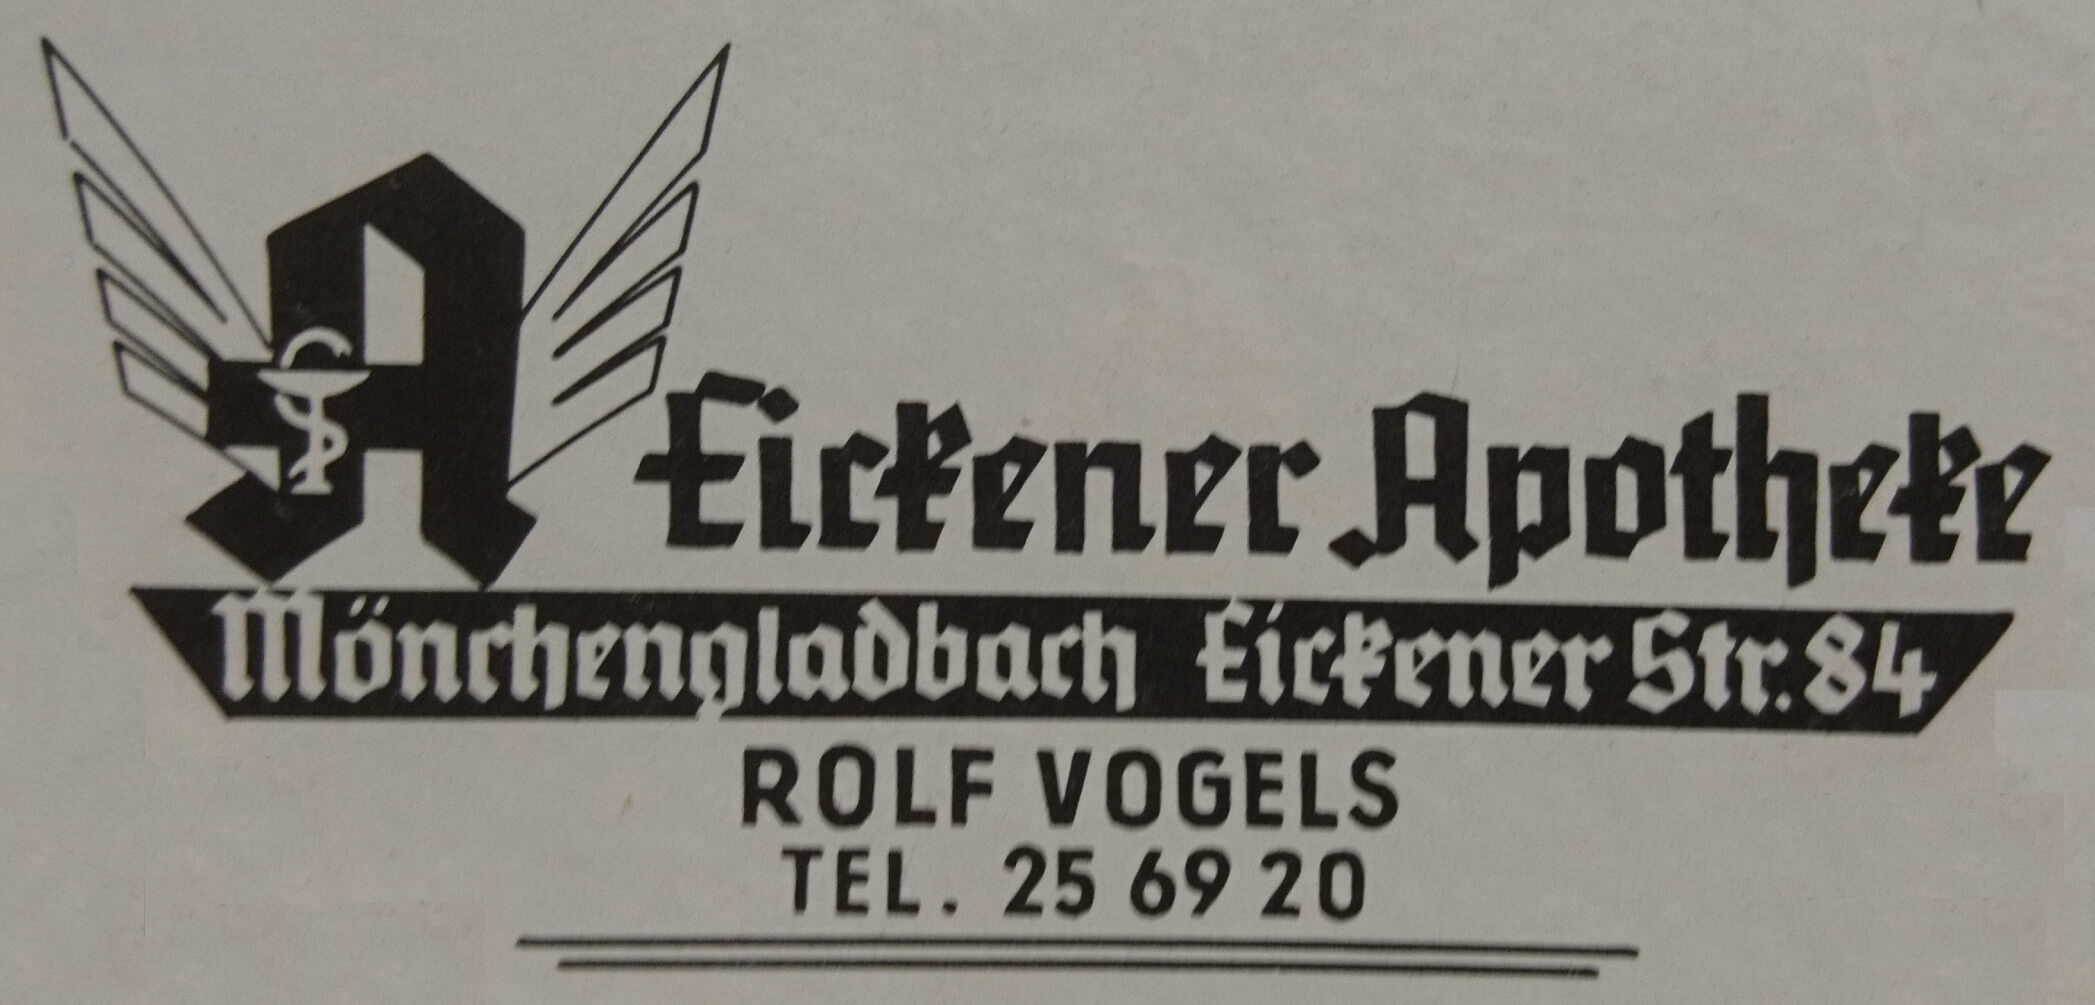 A Eickener Apotheke
Mönchengladbach Eickener Str. 84
ROLF VOGELS
TEL. 25 69 20